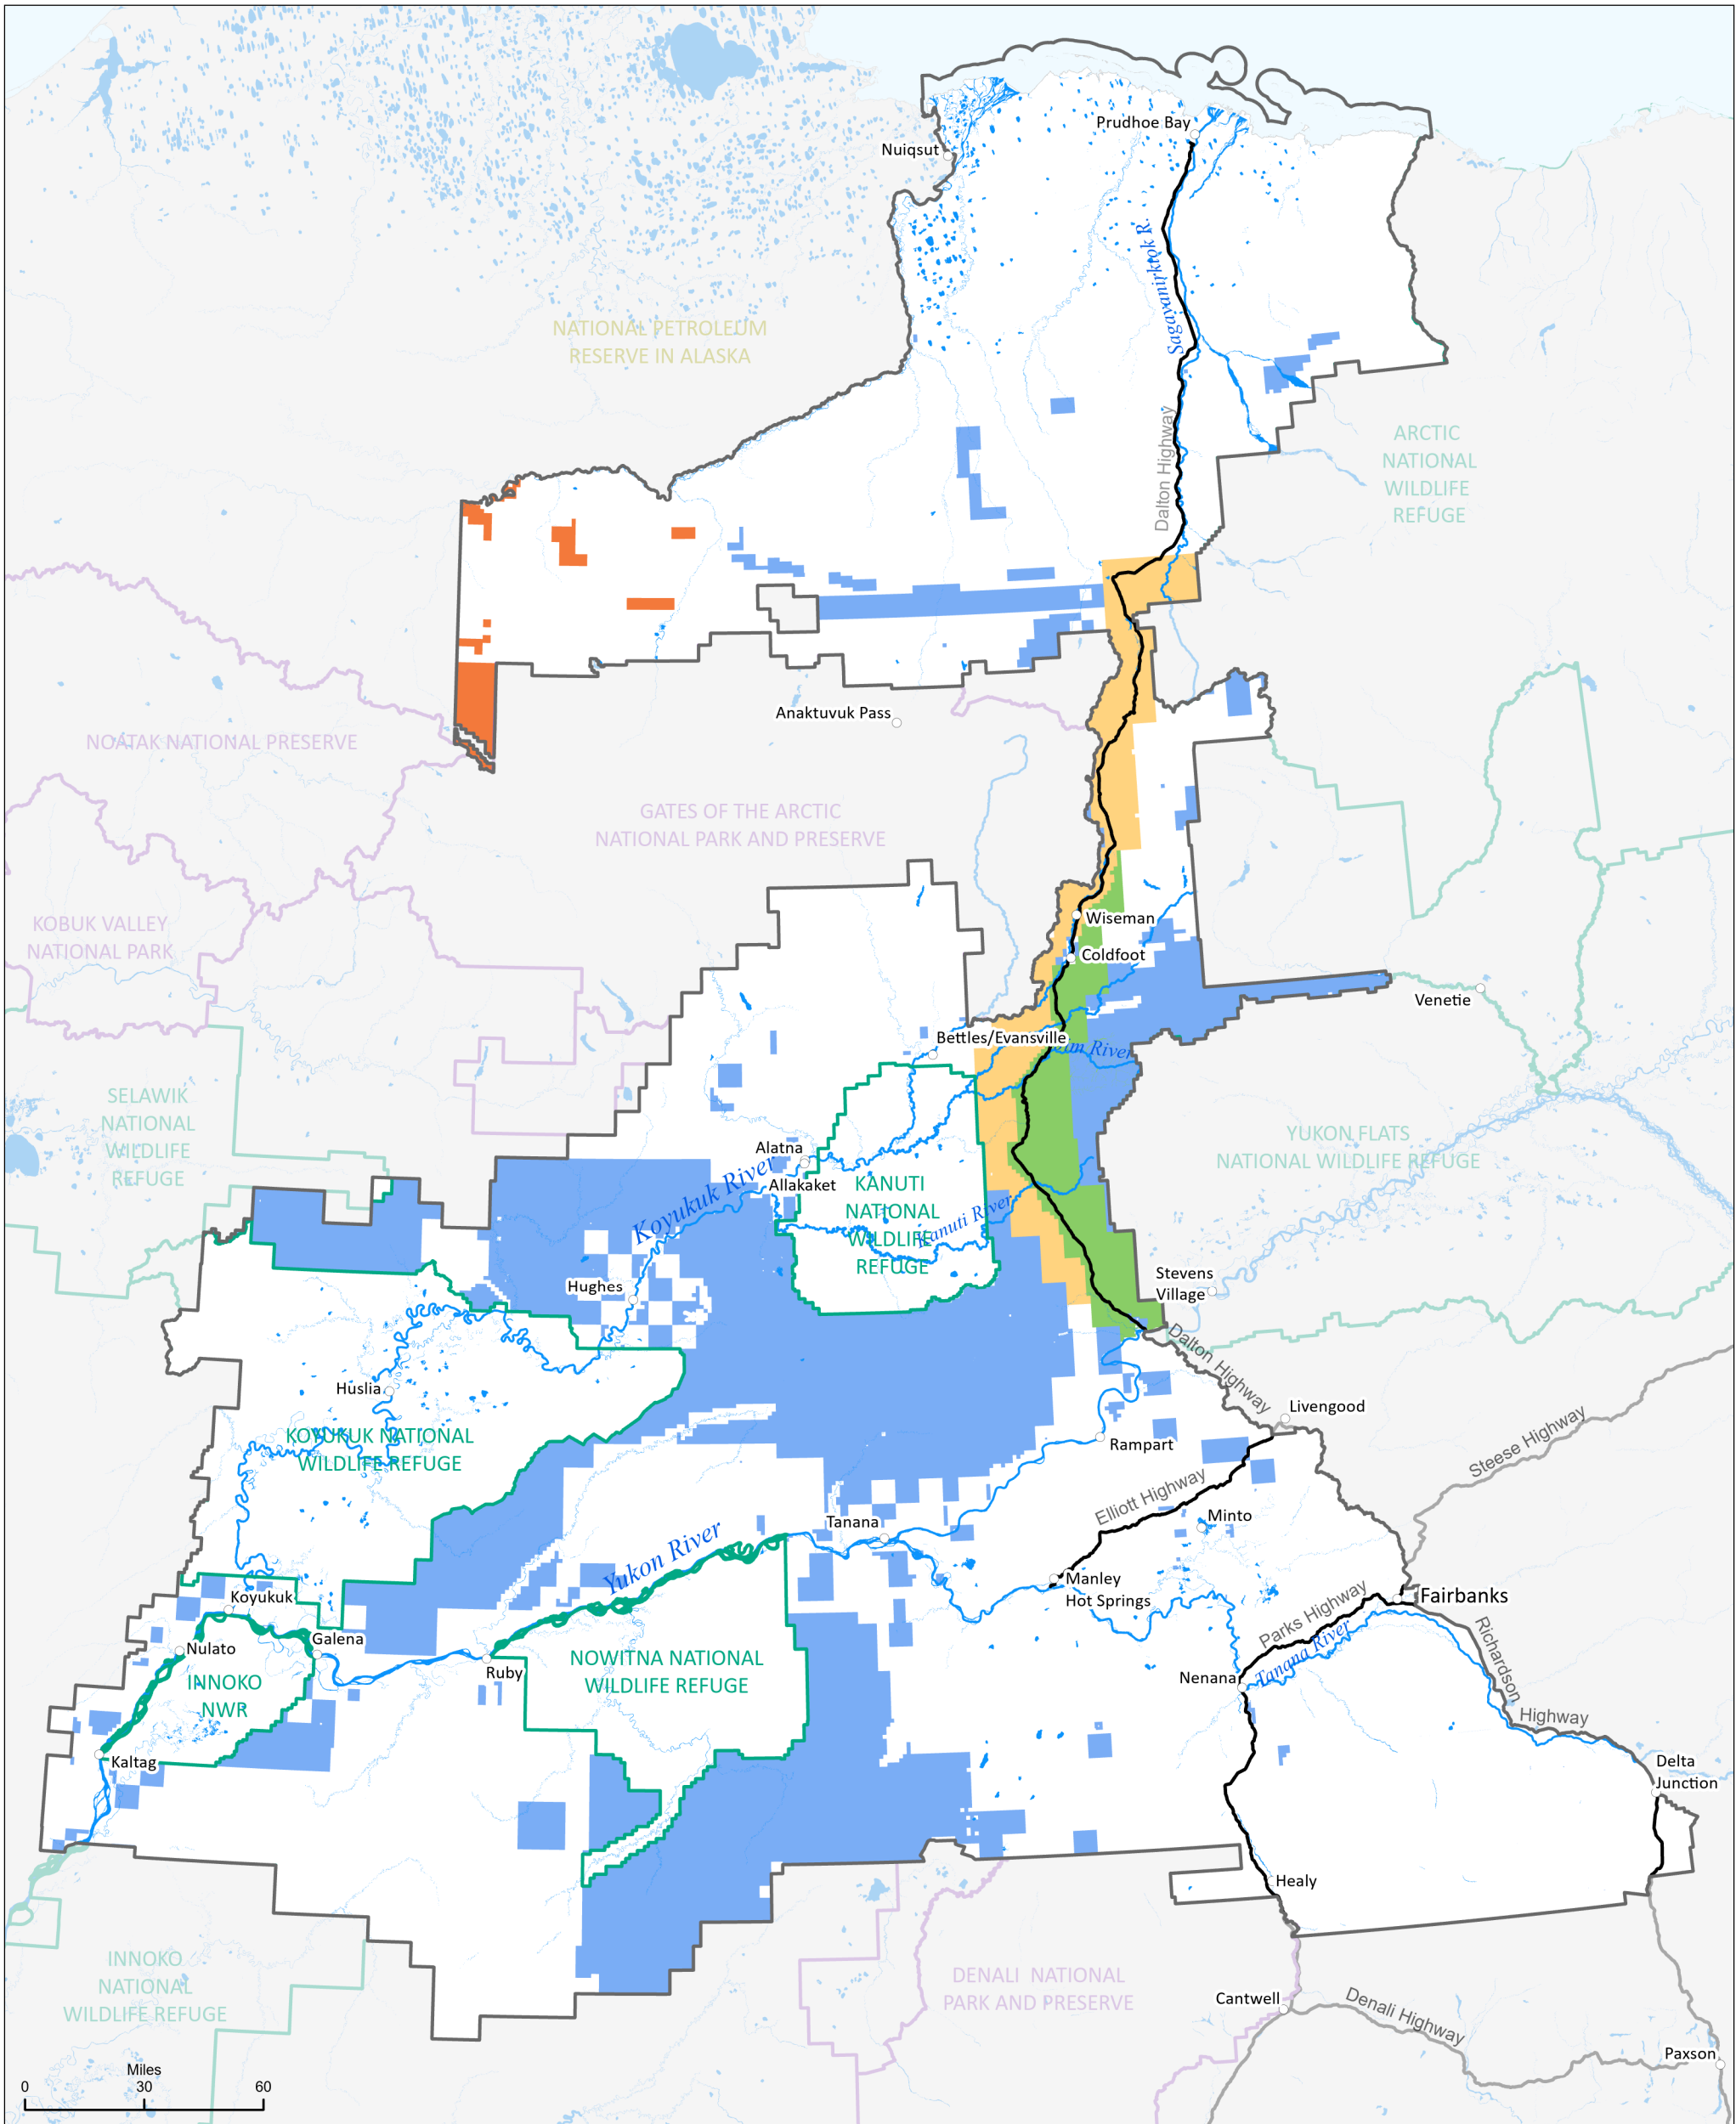 Prudhoe Bay
Nuiqsut
Sagavanirktok R.
NATIONAL PETROLEUM
RESERVE IN ALASKA
Dalton Highway
ARCTIC
NATIONAL
WILDLIFE
REFUGE
Anaktuvuk Pass
NOATAK NATIONAL PRESERVE
GATES OF THE ARCTIC
NATIONAL PARK AND PRESERVE
KOBUK VALLEY
NATIONAL PARK
Wiseman
Coldfoot
Venetie
Bettles/Evansville
River
SELAWIK
NATIONAL
WILDLIFE
REFUGE
YUKON FLATS
NATIONAL WILDLIFE REFUGE
Alatna
Allakaket
Koyukuk River
KANUTI
NATIONAL
WILDLIFE
REFUGE
Kanuti River
Hughes
Stevens
Village
Dalton Highway
Huslia
Livengood
KOYUKUK NATIONAL
WILDLIFE REFUGE
Rampart
Steese Highway
Elliott Highway
Minto
Tanana
Yukon River
Manley
Hot Springs
Fairbanks
Parks Highway
Koyukuk
Galena
Nulato
Ruby
NOWITNA NATIONAL
WILDLIFE REFUGE
INNOKO
NWR
Nenana
Tanana River
Richardson
Highway
Kaltag
Delta
Junction
Healy
INNOKO
NATIONAL
WILDLIFE REFUGE
DENALI NATIONAL
PARK AND PRESERVE
Cantwell
Denali Highway
Paxson
Miles
0 30 60